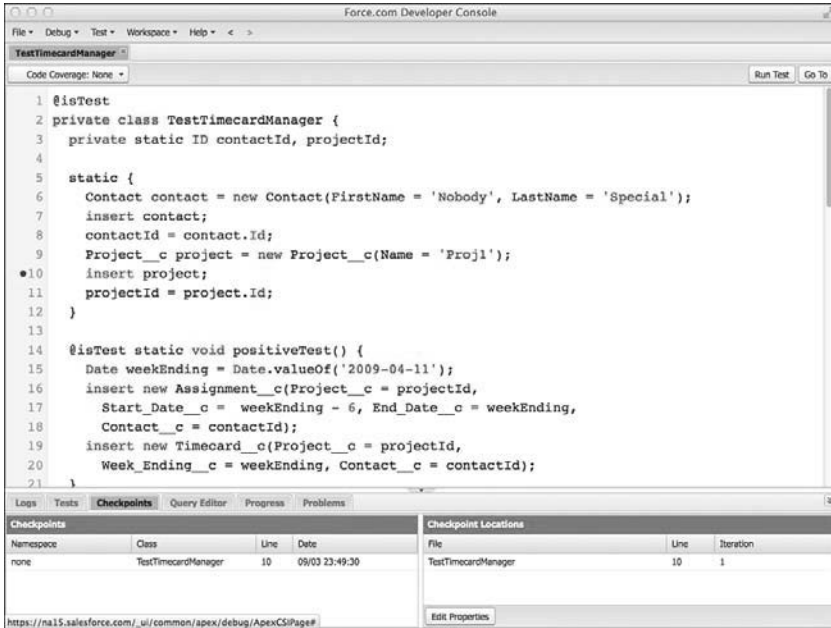 Force.com Developer Console
File • Debug • Test • Workspace • Help • < >
TestTimecardManager *
Code Coverage: None
Run Test Go To
1 @isTest
2 private class TestTimecardManager {
3 private static ID contactId, projectId;
4
5 static {
6 Contact contact = new Contact(FirstName = 'Nobody', LastName = 'Special');
7 insert contact;
8 contactId = contact.Id;
9 Project__c project = new Project__c(Name = 'Proj1');
10 insert project;
11 projectId = project.Id;
12 }
13
14 @isTest static void positiveTest() {
15 Date weekEnding = Date.valueOf('2009-04-11');
16 insert new Assignment__c(Project__c = projectId,
17 Start_Date__c = weekEnding - 6, End_Date__c = weekEnding,
18 Contact__c = contactId);
19 insert new Timecard__c(Project__c = projectId,
20 Week_Ending__c = weekEnding, Contact__c = contactId);
21 }
Logs Tests Checkpoints Query Editor Progress Problems
Checkpoints
Namespace Class Line Date
none TestTimecardManager 10 09/03 23:49:30
Checkpoint Locations
File Line Iteration
TestTimecardManager 10 1
https://na15.salesforce.com/_ui/common/apex/debug/ApexCSIPage#
Edit Properties